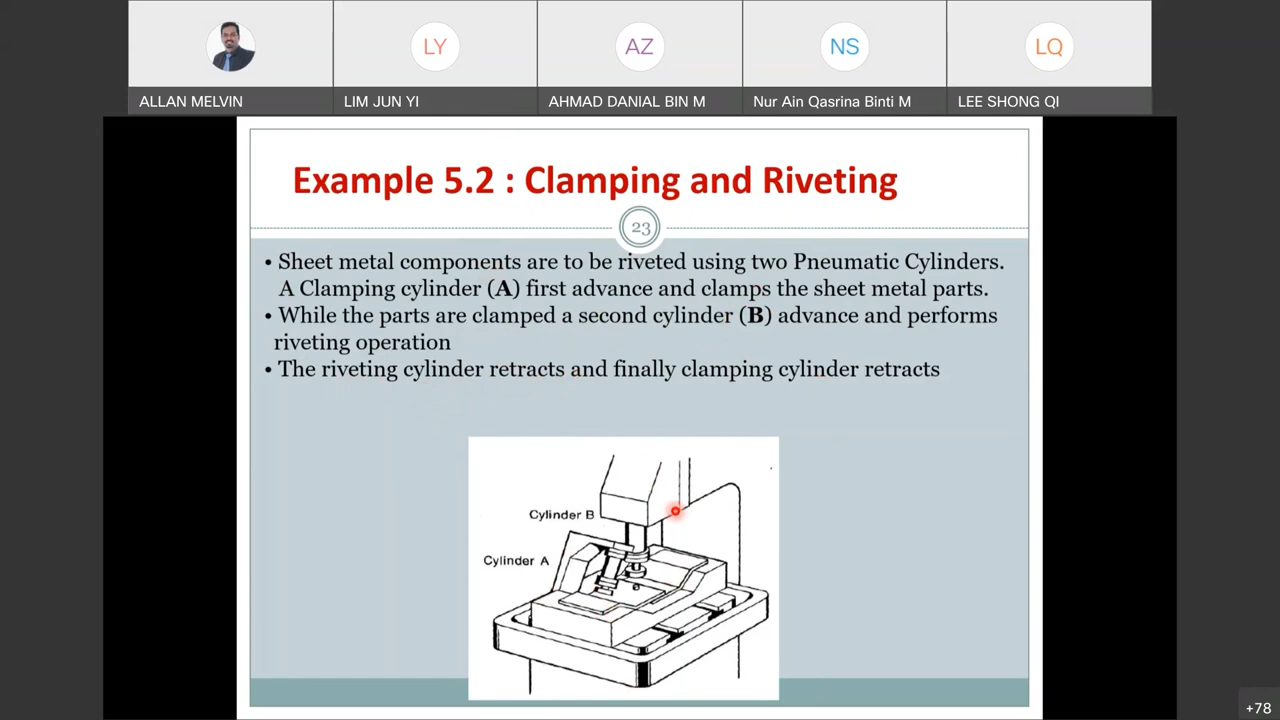 LY
AZ
NS
LQ
ALLAN MELVIN
LIM JUN YI
AHMAD DANIAL BIN M
Nur Ain Qasrina Binti M
LEE SHONG QI
Example 5.2 : Clamping and Riveting
23
• Sheet metal components are to be riveted using two Pneumatic Cylinders.
A Clamping cylinder (A) first advance and clamps the sheet metal parts.
• While the parts are clamped a second cylinder (B) advance and performs
riveting operation
• The riveting cylinder retracts and finally clamping cylinder retracts
Cylinder B
Cylinder A
+78